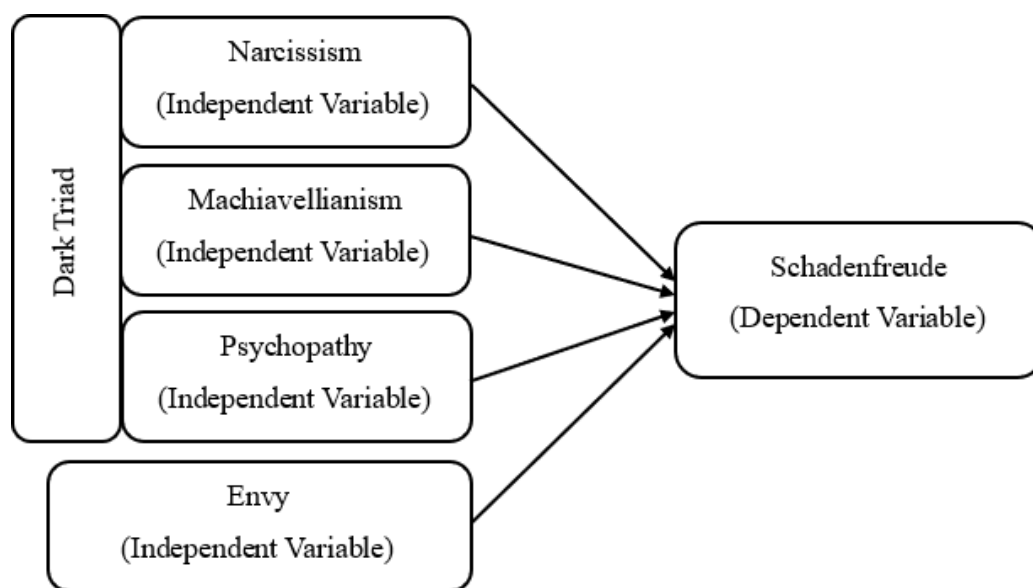 Dark Triad
Narcissism
(Independent Variable)
Machiavellianism
(Independent Variable)
Psychopathy
(Independent Variable)
Envy
(Independent Variable)
Schadenfreude
(Dependent Variable)